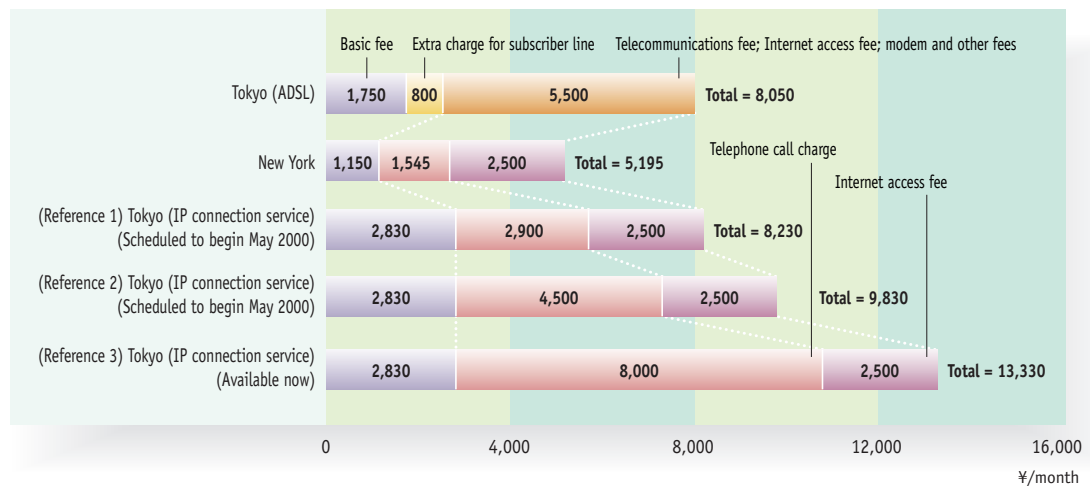 Basic fee Extra charge for subscriber line Telecommunications fee; Internet access fee; modem and other fees
Tokyo (ADSL) 1,750 800 5,500 Total = 8,050
Telephone call charge
New York 1,150 1,545 2,500 Total = 5,195
Internet access fee
(Reference 1) Tokyo (IP connection service)
(Scheduled to begin May 2000)
2,830 2,900 2,500 Total = 8,230
(Reference 2) Tokyo (IP connection service)
(Scheduled to begin May 2000)
2,830 4,500 2,500 Total = 9,830
(Reference 3) Tokyo (IP connection service)
(Available now)
2,830 8,000 2,500 Total = 13,330
0 4,000 8,000 12,000 16,000
¥/month